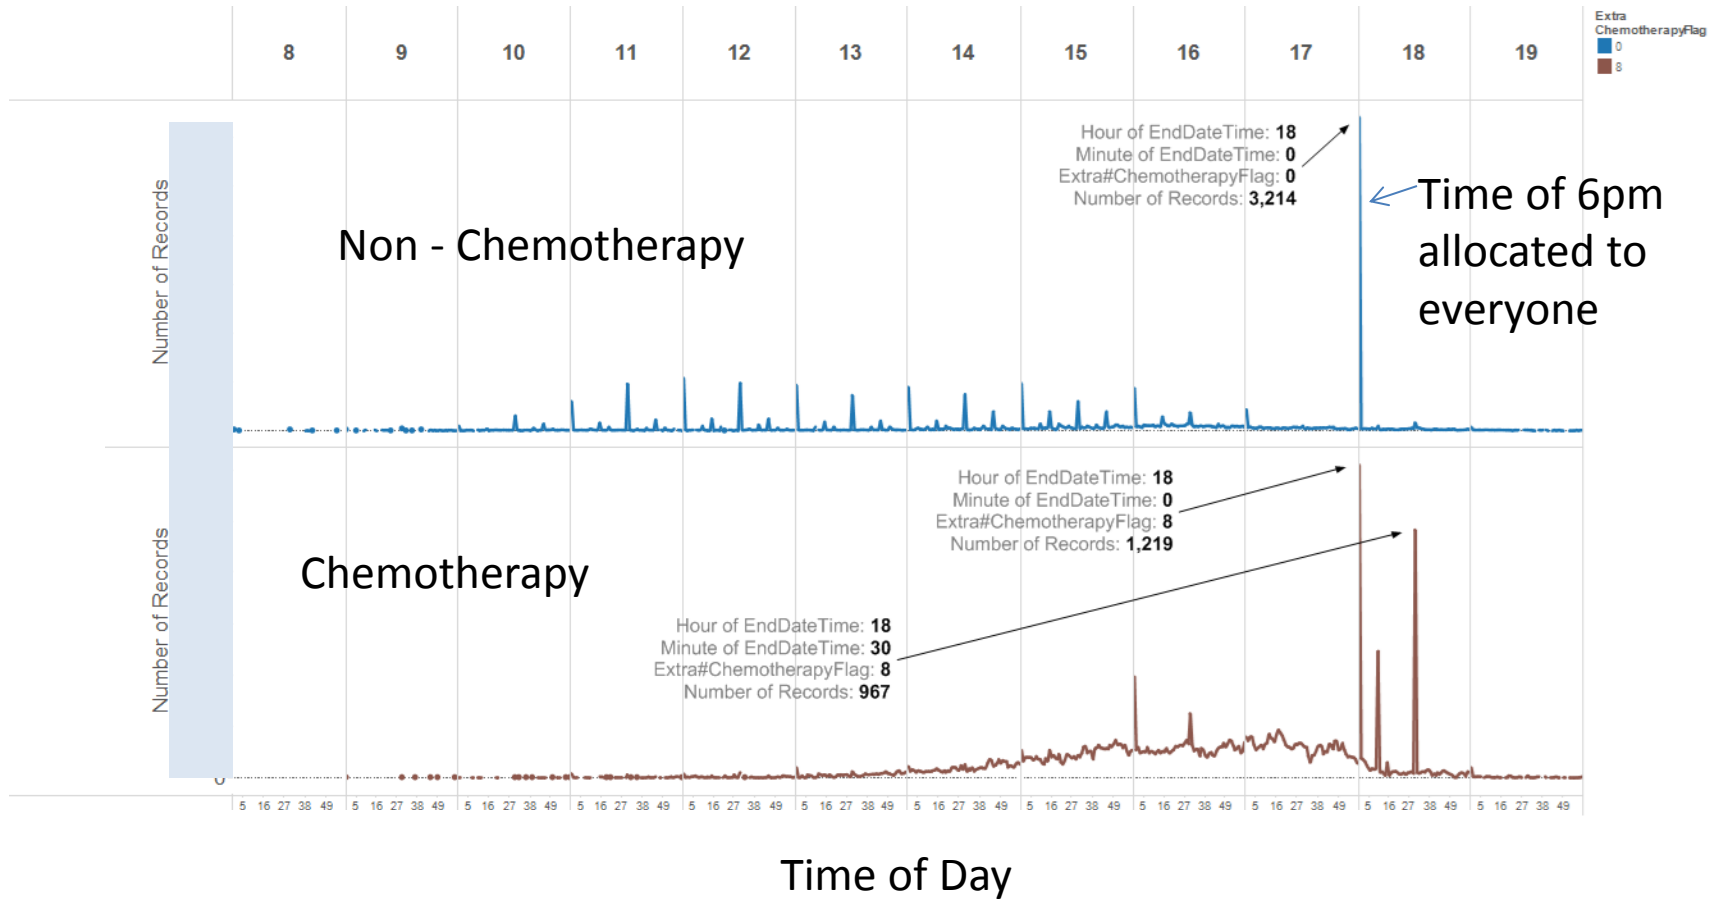 Extra
ChemotherapyFlag
0
8
8 9 10 11 12 13 14 15 16 17 18 19
Hour of EndDateTime: 18
Minute of EndDateTime: 0
Extra#ChemotherapyFlag: 0
Number of Records: 3,214
Time of 6pm
allocated to
everyone
Non - Chemotherapy
Number of Records
Hour of EndDateTime: 18
Minute of EndDateTime: 0
Extra#ChemotherapyFlag: 8
Number of Records: 1,219
Chemotherapy
Number of Records
Hour of EndDateTime: 18
Minute of EndDateTime: 30
Extra#ChemotherapyFlag: 8
Number of Records: 967
0
5 16 27 38 49 5 16 27 38 49 5 16 27 38 49 5 16 27 38 49 5 16 27 38 49 5 16 27 38 49 5 16 27 38 49 5 16 27 38 49 5 16 27 38 49 5 16 27 38 49 5 16 27 38 49 5 16 27 38 49
Time of Day